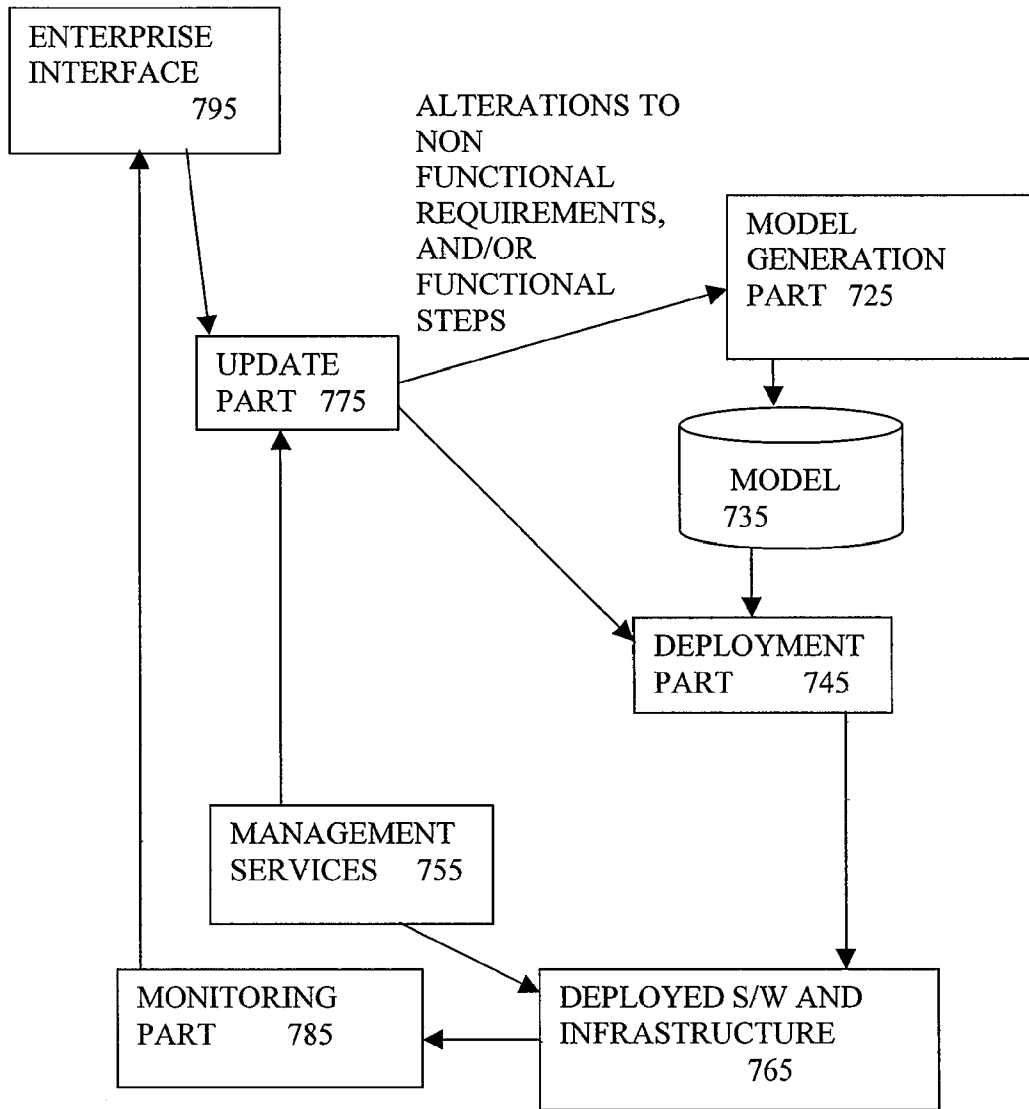 ENTERPRISE
INTERFACE
795
ALTERATIONS TO
NON
FUNCTIONAL
REQUIREMENTS,
AND/OR
FUNCTIONAL
STEPS
MODEL
GENERATION
PART 725
UPDATE
PART 775
MODEL
735
DEPLOYMENT
PART 745
MANAGEMENT
SERVICES 755
MONITORING
PART 785
DEPLOYED S/W AND
INFRASTRUCTURE
765